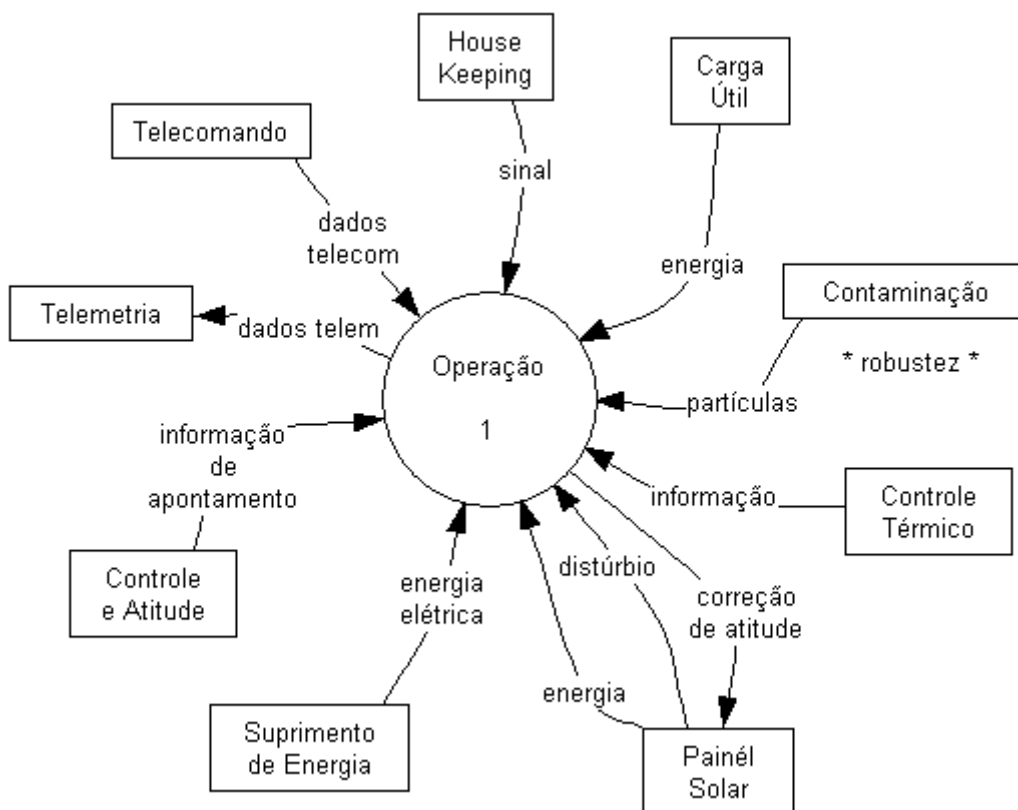 House
Keeping
Carga
Útil
Telecomando
sinal
dados
telecom
energia
Contaminação
Telemetria
dados telem
* robustez *
Operação
1
partículas
informação
de
apontamento
informação
Controle
Térmico
Controle
e Atitude
distúrbio
energia
elétrica
correção
de atitude
energia
Suprimento
de Energia
Painél
Solar